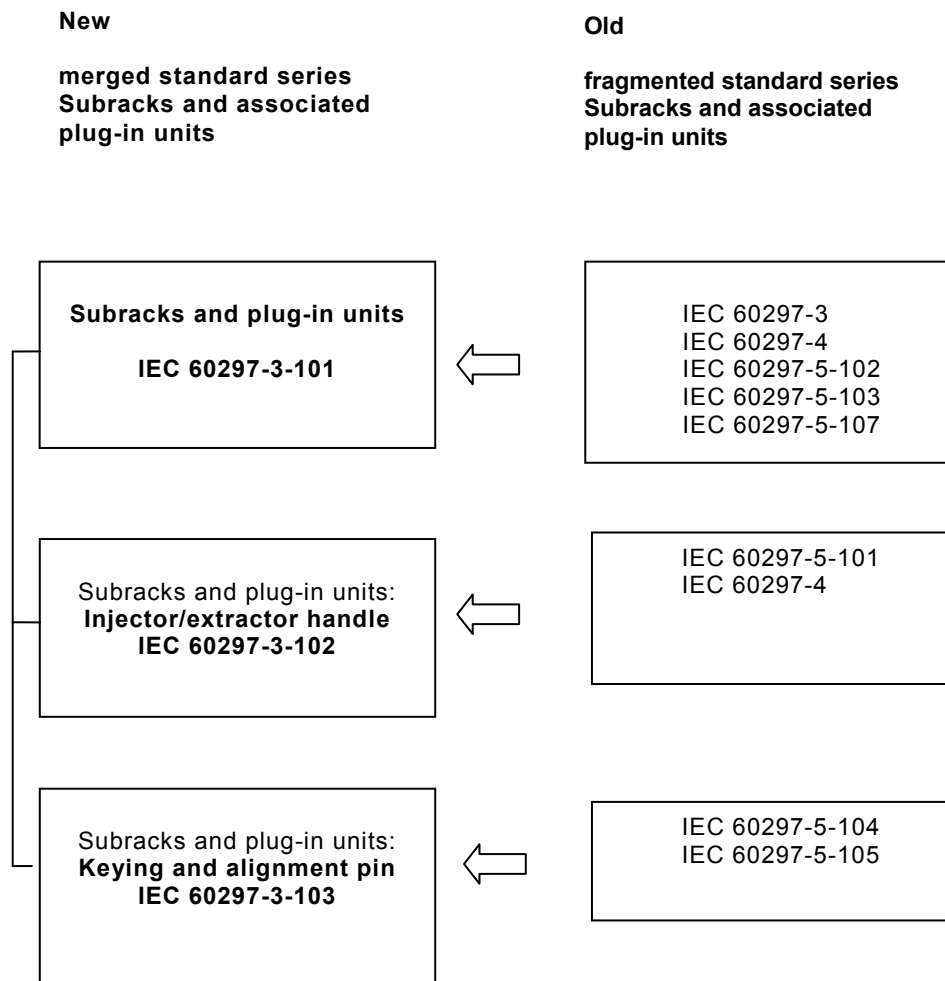 New
merged standard series
Subracks and associated
plug-in units
Old
fragmented standard series
Subracks and associated
plug-in units
Subracks and plug-in units
IEC 60297-3-101
IEC 60297-3
IEC 60297-4
IEC 60297-5-102
IEC 60297-5-103
IEC 60297-5-107
Subracks and plug-in units:
Injector/extractor handle
IEC 60297-3-102
IEC 60297-5-101
IEC 60297-4
Subracks and plug-in units:
Keying and alignment pin
IEC 60297-3-103
IEC 60297-5-104
IEC 60297-5-105